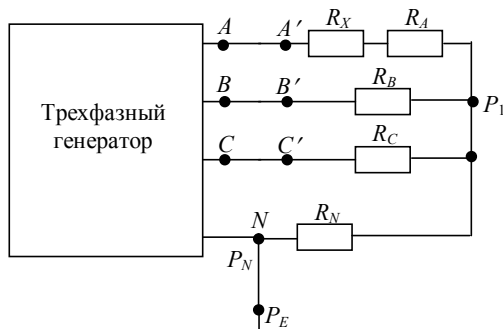 A A′ R_X R_A
B B′ R_B
P_1
Трехфазный
генератор
C C′ R_C
N R_N
P_N
P_E